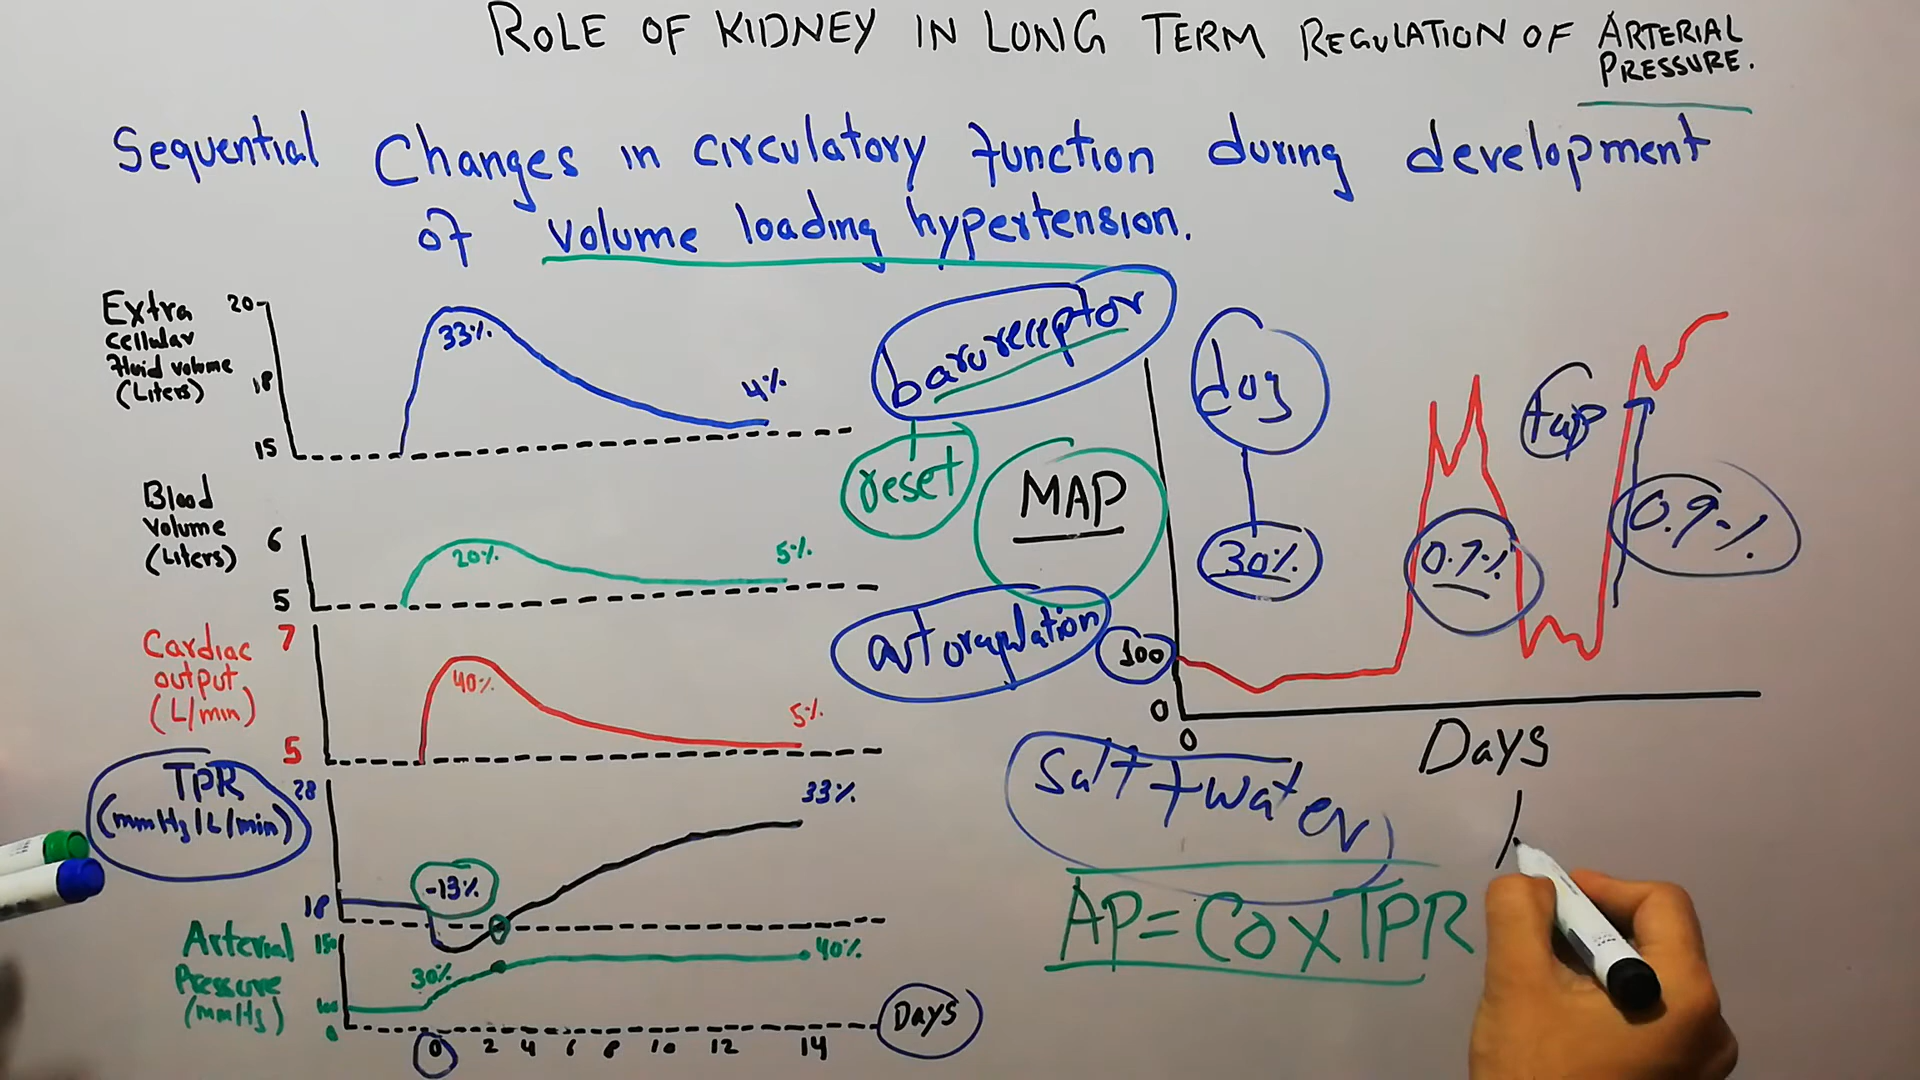 ROLE OF KIDNEY IN LONG TERM REGULATION OF ARTERIAL
PRESSURE.
Sequential Changes in circulatory function during development
of volume loading hypertension.
Extra
cellular
fluid volume
(Liters)
20
18
15
33%
4%
Blood
volume
(Liters)
6
5
20%
5%
Cardiac
output
(L/min)
7
5
40%
5%
TPR
(mmHg/L/min)
28
18
-13%
33%
Arterial
Pressure
(mmHg)
150
100
0
30%
40%
0 2 4 6 8 10 12 14
Days
baroreceptor
reset
MAP
autoregulation
100
0
0
dog
30%
0.7%
tap
0.9%
Days
Salt + water
AP = CO X TPR